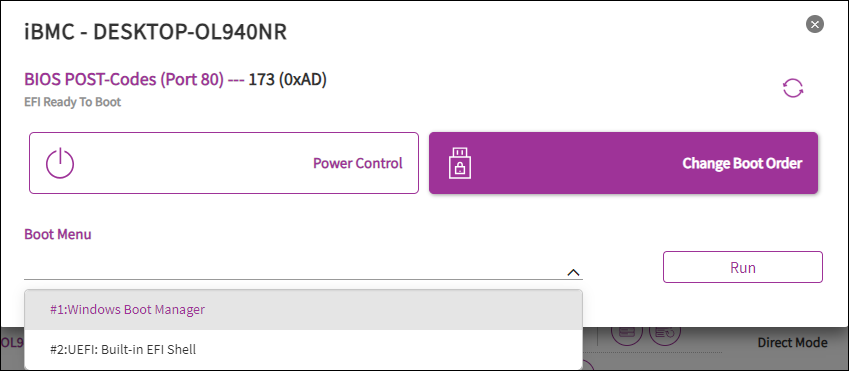 iBMC - DESKTOP-OL940NR
BIOS POST-Codes (Port 80) --- 173 (0xAD)
EFI Ready To Boot
Power Control
Change Boot Order
Boot Menu
Run
#1:Windows Boot Manager
#2:UEFI: Built-in EFI Shell
OL9
Direct Mode